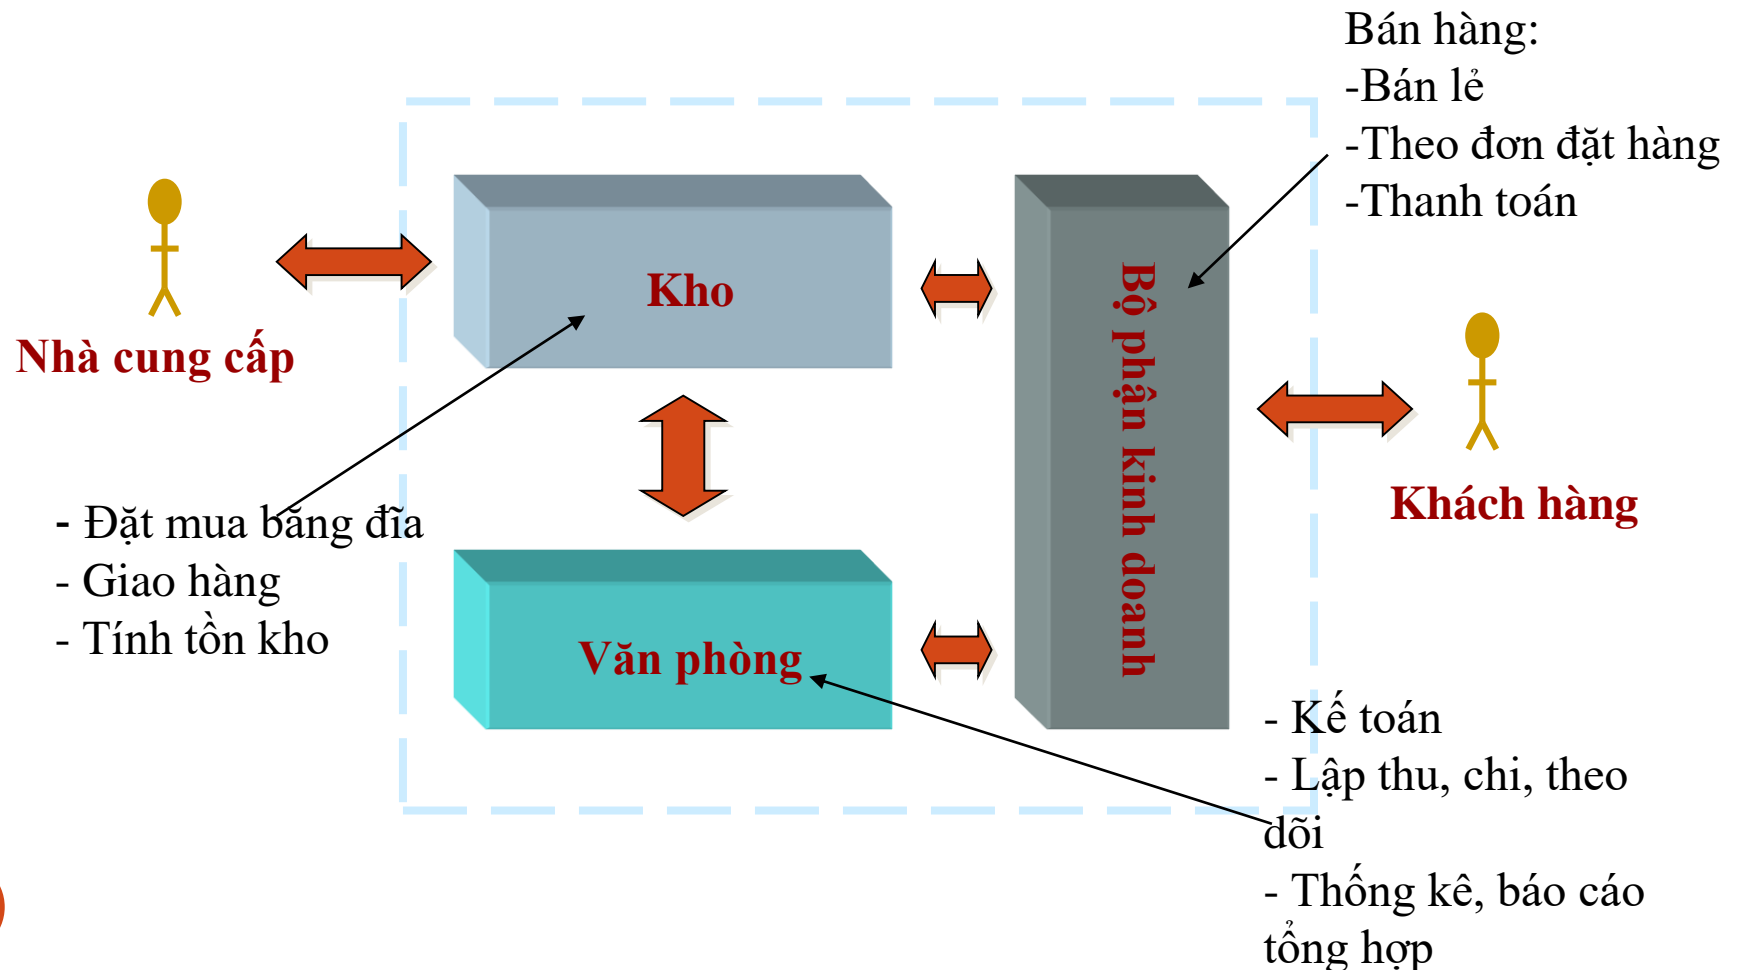 Bán hàng:
-Bán lẻ
-Theo đơn đặt hàng
-Thanh toán
Kho
Bộ phận kinh doanh
Nhà cung cấp
Khách hàng
- Đặt mua băng đĩa
- Giao hàng
- Tính tồn kho
Văn phòng
- Kế toán
- Lập thu, chi, theo
dõi
- Thống kê, báo cáo
tổng hợp